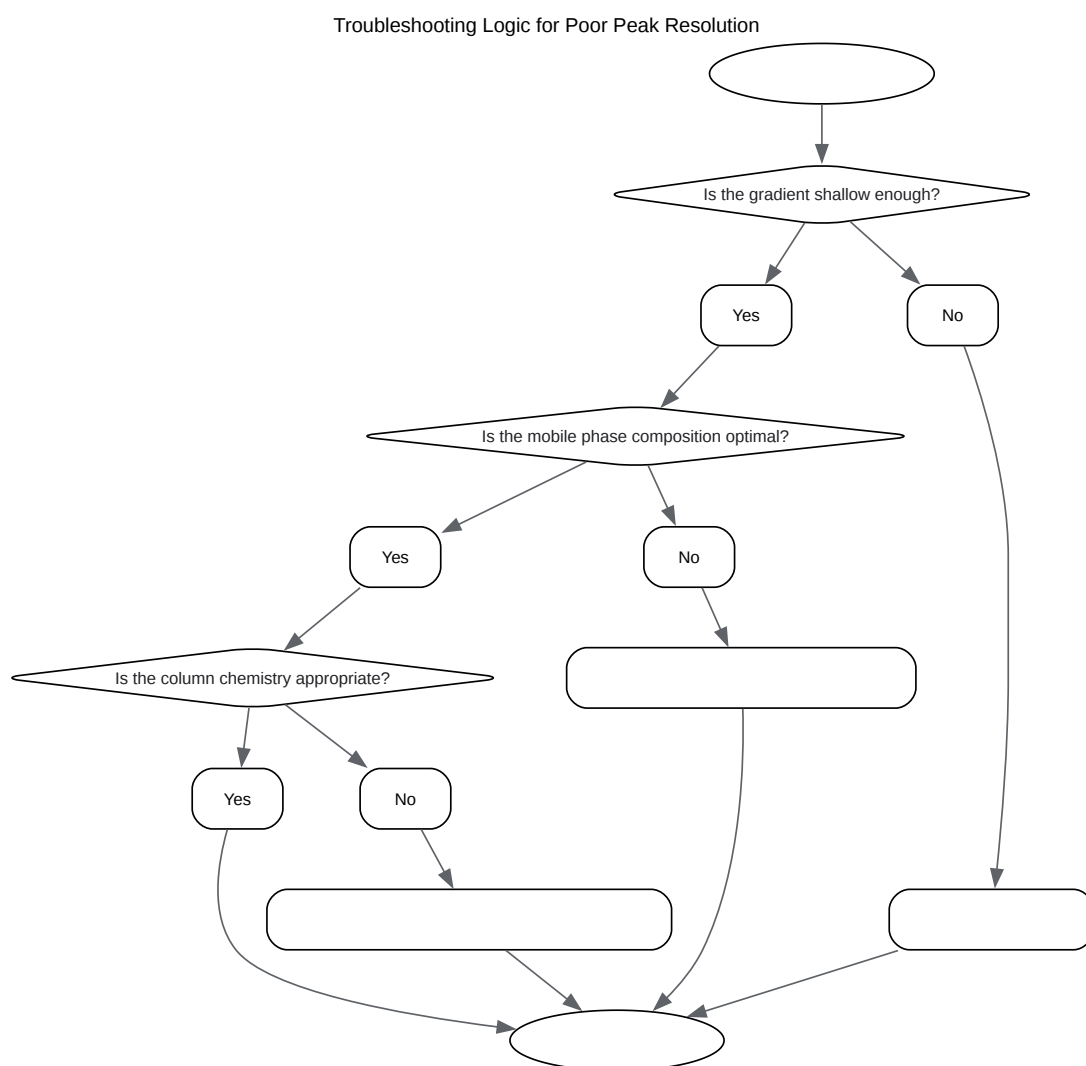 Troubleshooting Logic for Poor Peak Resolution
Is the gradient shallow enough?
Yes
No
Is the mobile phase composition optimal?
Yes
No
Is the column chemistry appropriate?
Yes
No